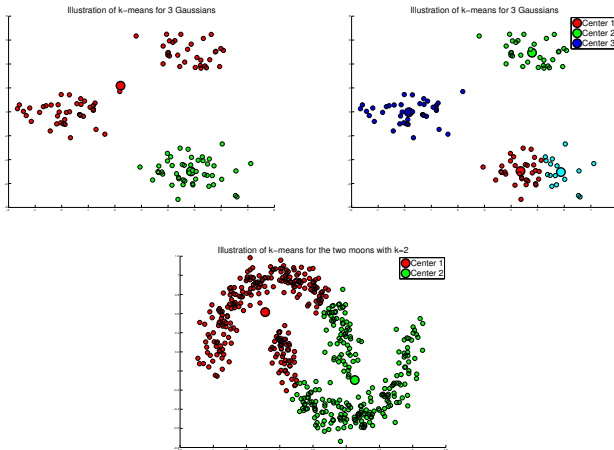 Illustration of k-means for 3 Gaussians
Illustration of k-means for 3 Gaussians
Center 1
Center 2
Center 3
Illustration of k-means for the two moons with k=2
Center 1
Center 2